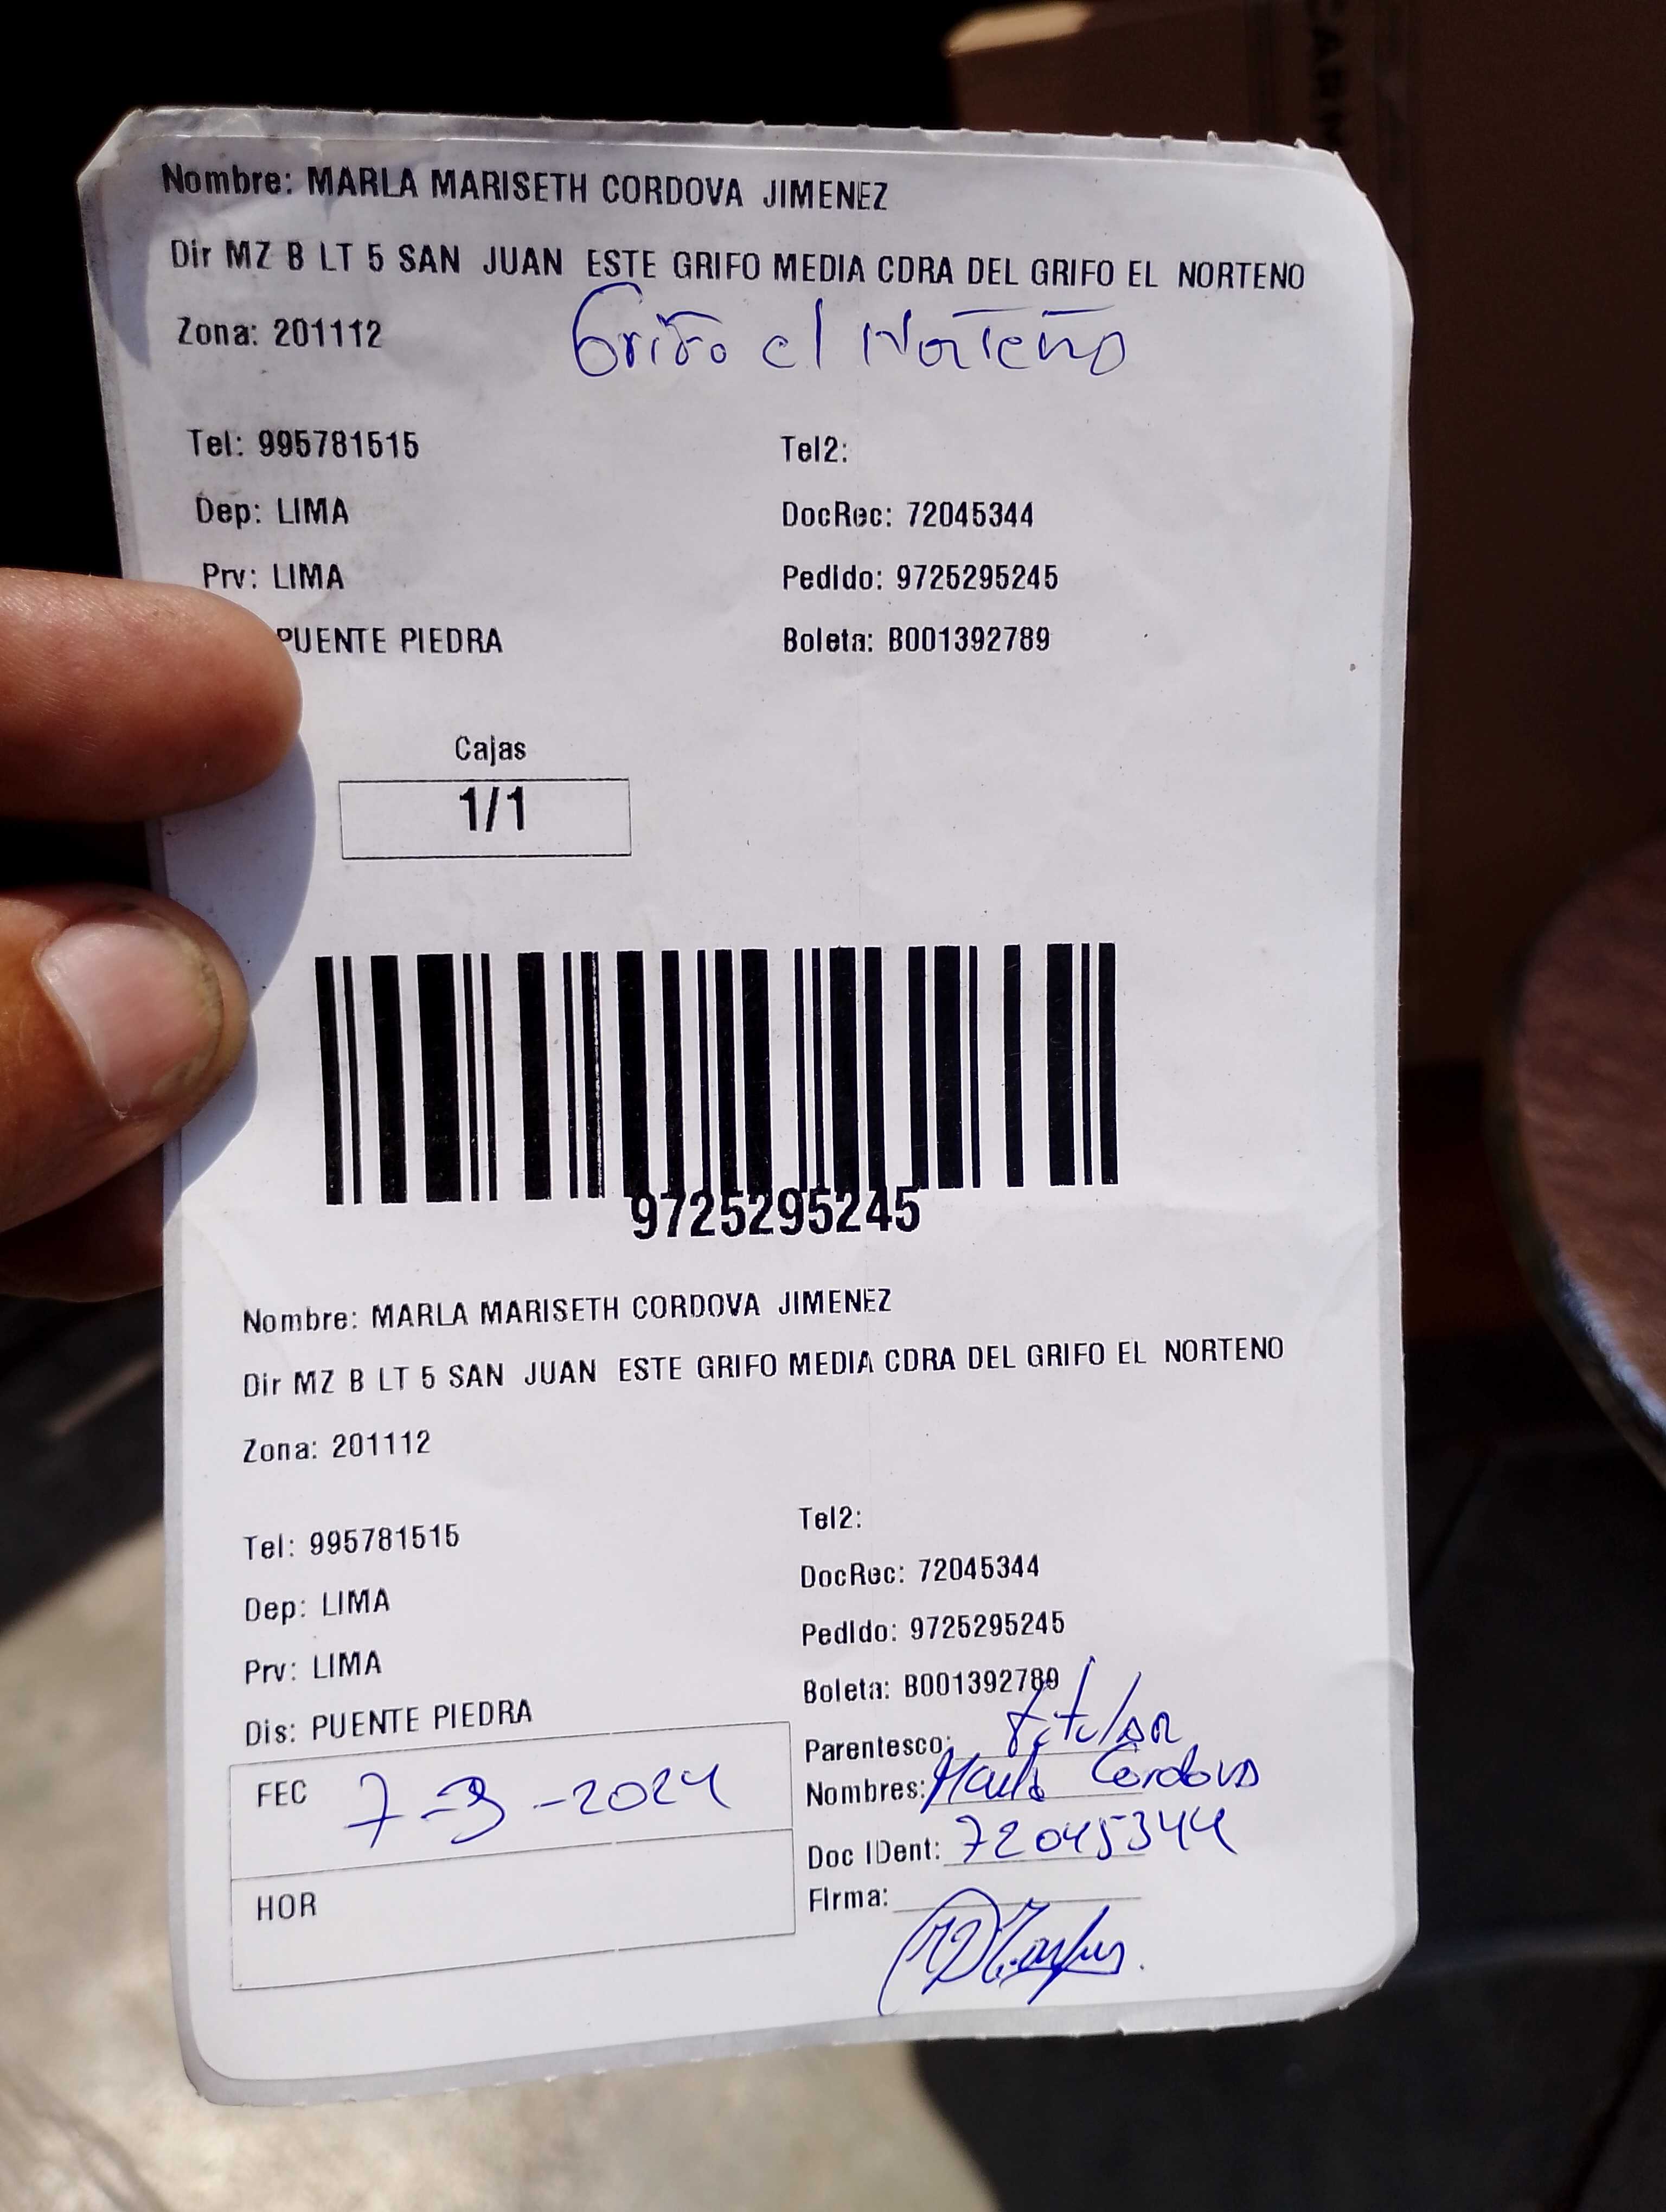 Nombre: MARLA MARISETH CORDOVA JIMENEZ
Dir MZ B LT 5 SAN JUAN ESTE GRIFO MEDIA CDRA DEL GRIFO EL NORTENO
Zona: 201112
Grifo el Norteño
Tel: 995781515
Tel2:
Dep: LIMA
DocRec: 72045344
Prv: LIMA
Pedido: 9725295245
PUENTE PIEDRA
Boleta: B001392789
Cajas
1/1
9725295245
Nombre: MARLA MARISETH CORDOVA JIMENEZ
Dir MZ B LT 5 SAN JUAN ESTE GRIFO MEDIA CDRA DEL GRIFO EL NORTENO
Zona: 201112
Tel: 995781515
Tel2:
Dep: LIMA
DocRec: 72045344
Prv: LIMA
Pedido: 9725295245
Dis: PUENTE PIEDRA
Boleta: B001392789
Parentesco: titular
Nombres: Marla Cordova
Doc IDent: 72045344
Firma:
FEC 7-3-2024
HOR